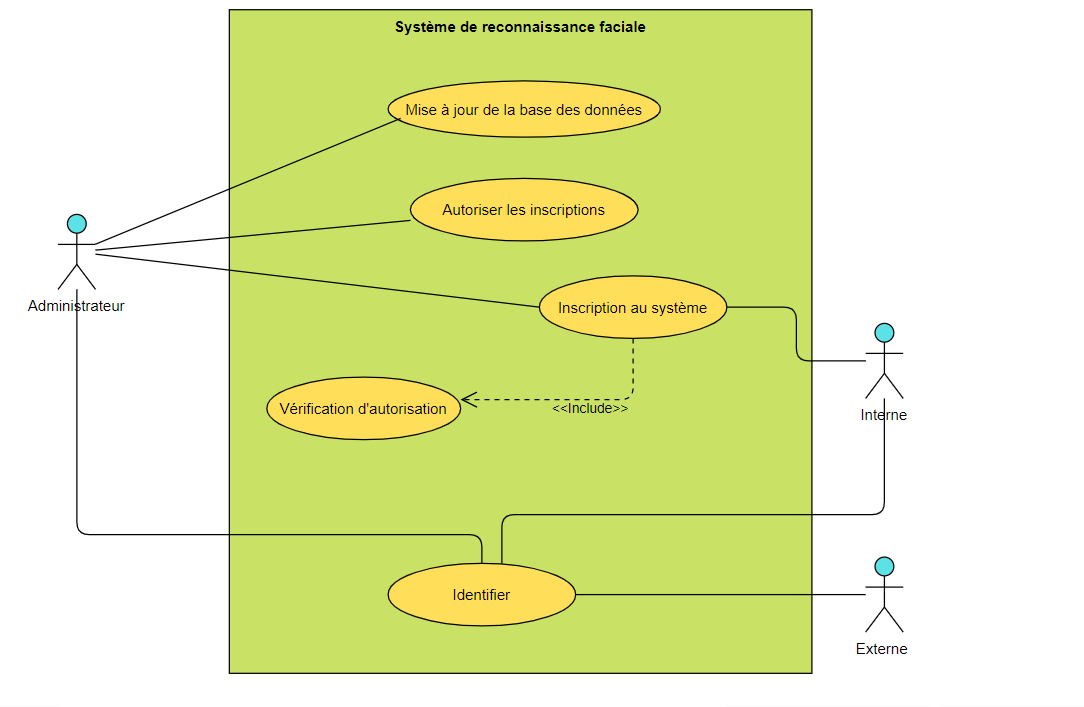 Système de reconnaissance faciale
Mise à jour de la base des données
Autoriser les inscriptions
Administrateur
Inscription au système
Vérification d'autorisation
<<Include>>
Interne
Identifier
Externe